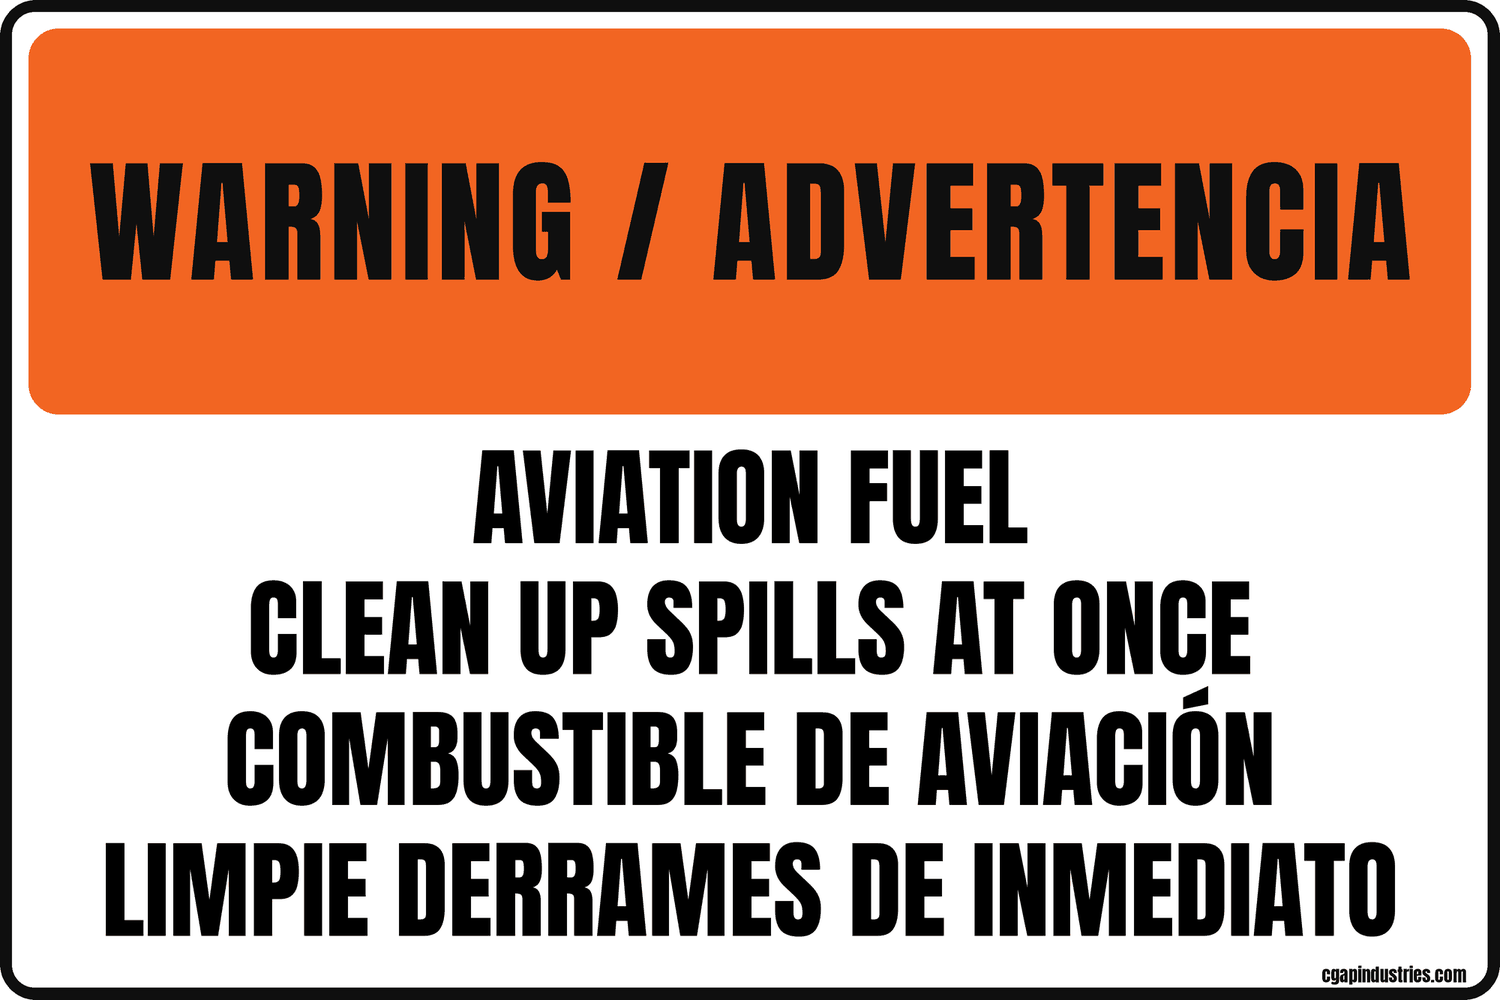 WARNING / ADVERTENCIA
AVIATION FUEL
CLEAN UP SPILLS AT ONCE
COMBUSTIBLE DE AVIACIÓN
LIMPIE DERRAMES DE INMEDIATO
cgapindustries.com